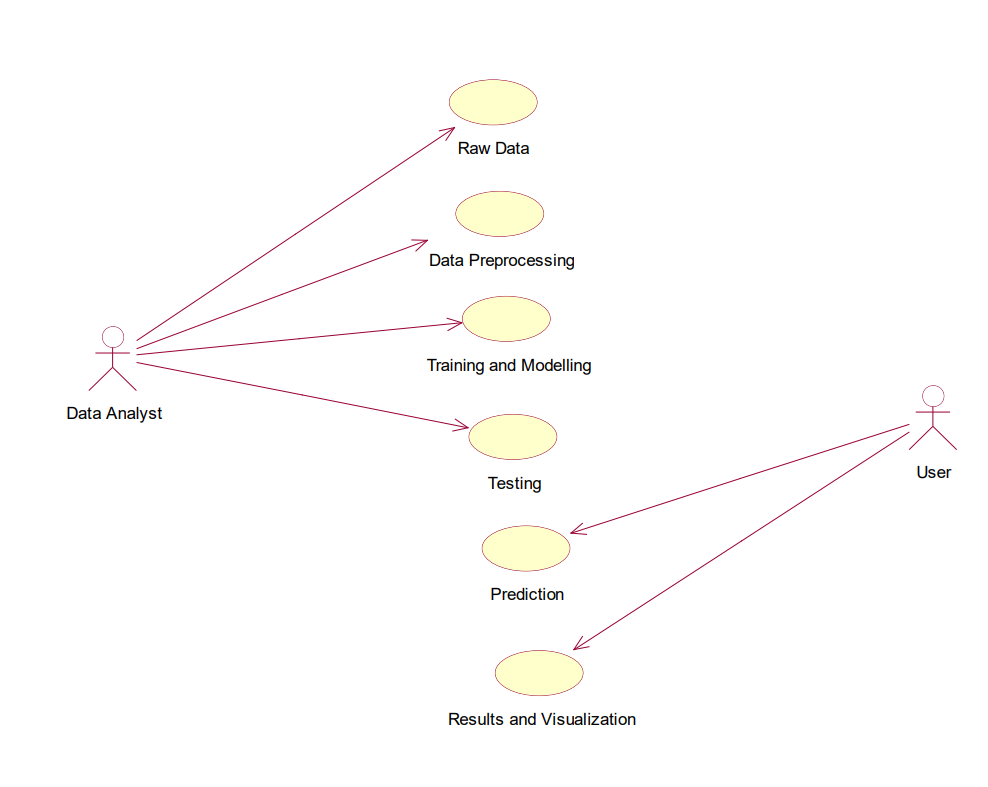 Raw Data
Data Preprocessing
Training and Modelling
Data Analyst
User
Testing
Prediction
Results and Visualization